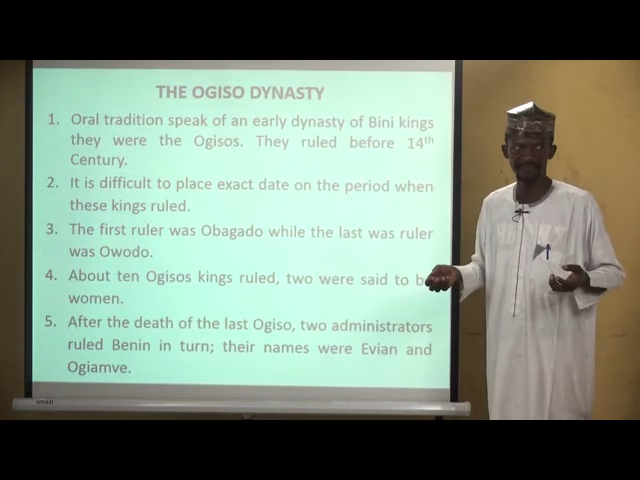 THE OGISO DYNASTY
1. Oral tradition speak of an early dynasty of Bini kings
they were the Ogisos. They ruled before 14th
Century.
2. It is difficult to place exact date on the period when
these kings ruled.
3. The first ruler was Obagado while the last was ruler
was Owodo.
4. About ten Ogisos kings ruled, two were said to be
women.
5. After the death of the last Ogiso, two administrators
ruled Benin in turn; their names were Evian and
Ogiamve.